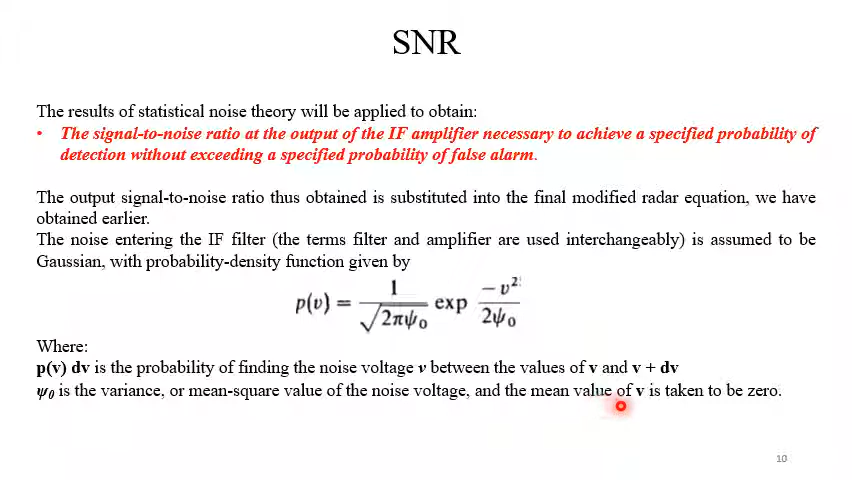 SNR
The results of statistical noise theory will be applied to obtain:
• The signal-to-noise ratio at the output of the IF amplifier necessary to achieve a specified probability of
detection without exceeding a specified probability of false alarm.
The output signal-to-noise ratio thus obtained is substituted into the final modified radar equation, we have
obtained earlier.
The noise entering the IF filter (the terms filter and amplifier are used interchangeably) is assumed to be
Gaussian, with probability-density function given by
p(v) = 1/√(2πψ₀) exp −v²/2ψ₀
Where:
p(v) dv is the probability of finding the noise voltage v between the values of v and v + dv
ψ₀ is the variance, or mean-square value of the noise voltage, and the mean value of v is taken to be zero.
10